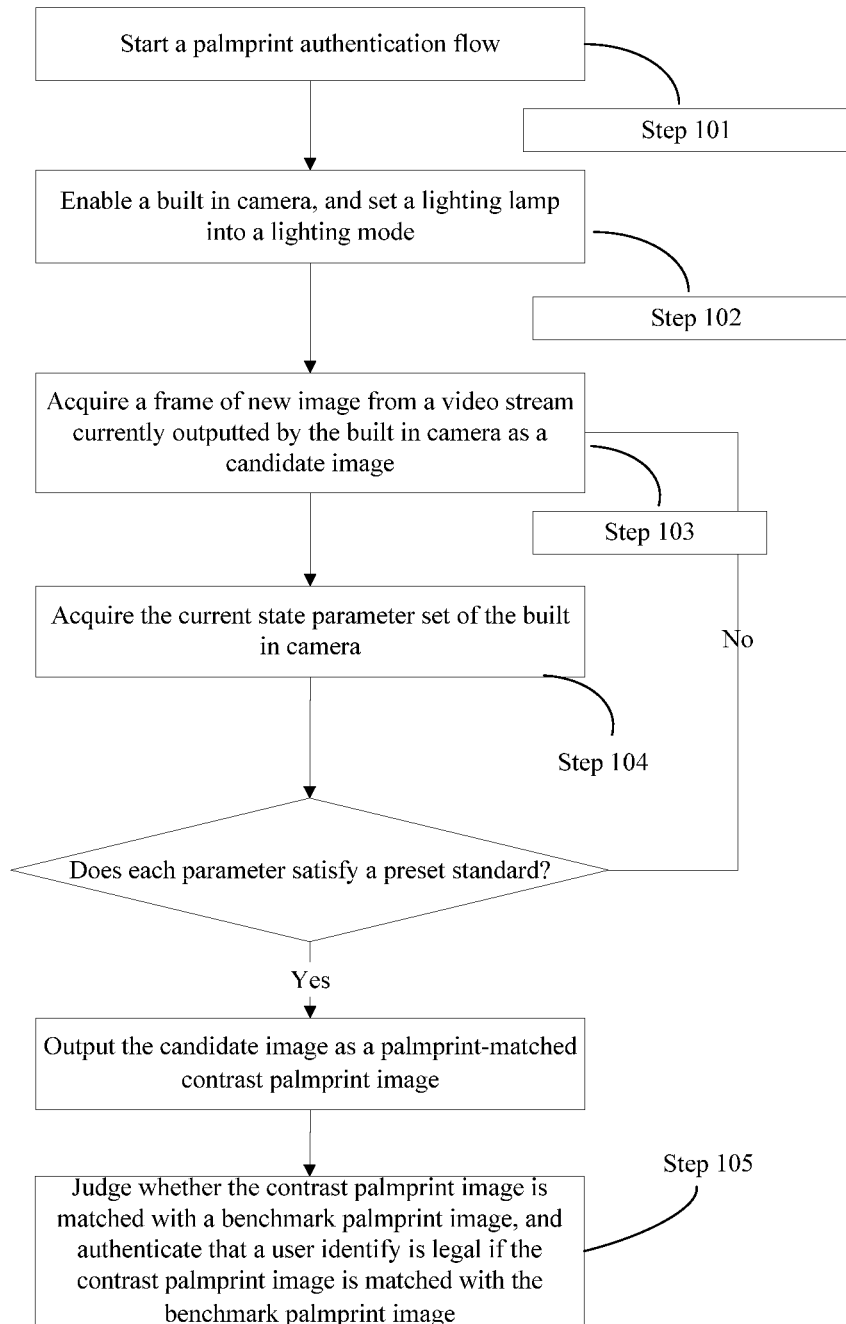 Start a palmprint authentication flow
Step 101
Enable a built in camera, and set a lighting lamp
into a lighting mode
Step 102
Acquire a frame of new image from a video stream
currently outputted by the built in camera as a
candidate image
Step 103
Acquire the current state parameter set of the built
in camera
No
Step 104
Does each parameter satisfy a preset standard?
Yes
Output the candidate image as a palmprint-matched
contrast palmprint image
Step 105
Judge whether the contrast palmprint image is
matched with a benchmark palmprint image, and
authenticate that a user identify is legal if the
contrast palmprint image is matched with the
benchmark palmprint image